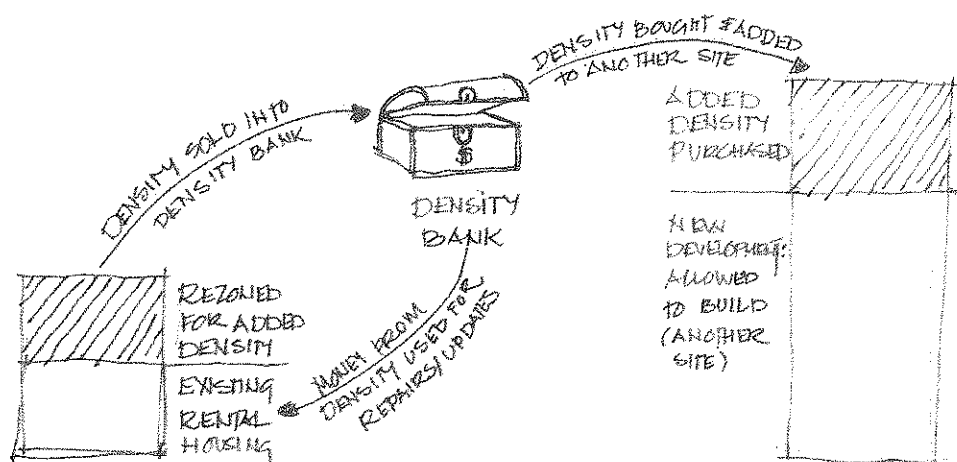 DENSITY SOLD INTO
DENSITY BANK
$
DENSITY
BANK
DENSITY BOUGHT & ADDED
TO ANOTHER SITE
ADDED
DENSITY
PURCHASED
NEW
DEVELOPMENT:
ALLOWED
TO BUILD
(ANOTHER
SITE)
REZONED
FOR ADDED
DENSITY
EXISTING
RENTAL
HOUSING
MONEY FROM
DENSITY USED FOR
REPAIRS/UPDATES